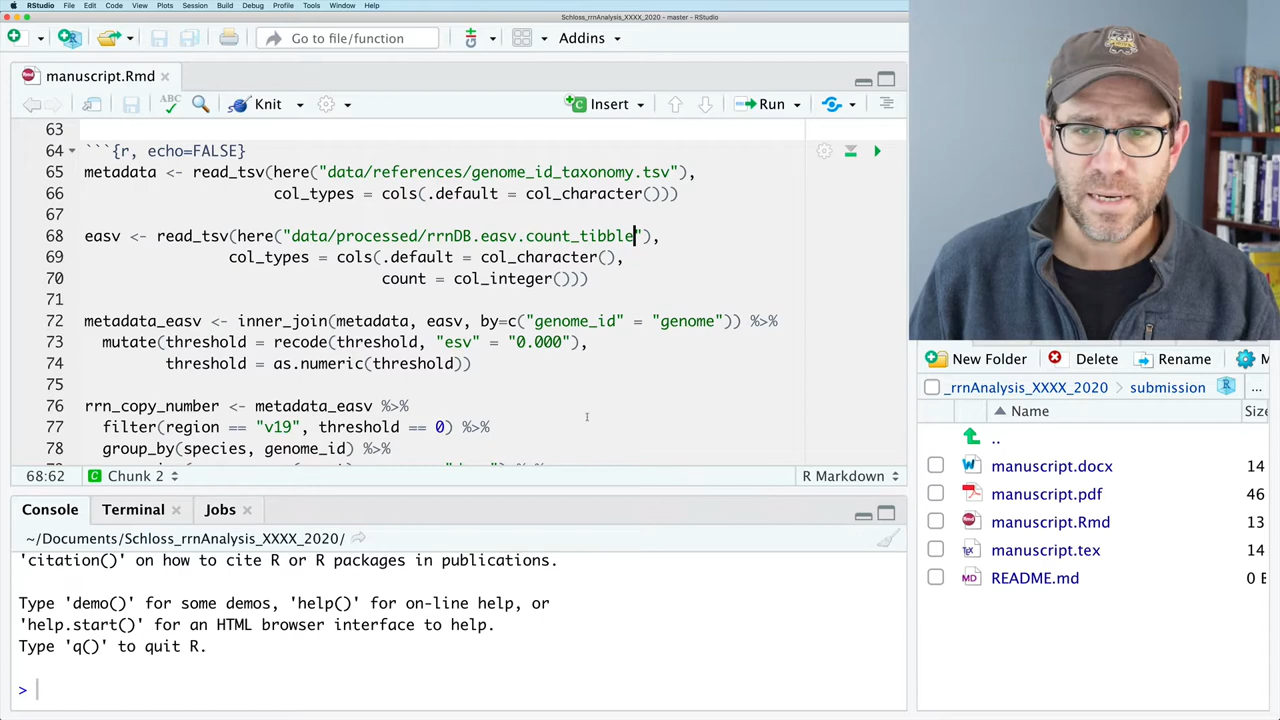 RStudio File Edit Code View Plots Session Build Debug Profile Tools Window Help
Schloss_rrnAnalysis_XXXX_2020 - master - RStudio
Go to file/function Addins
manuscript.Rmd
ABC Knit Insert Run
63
64 ```{r, echo=FALSE}
65 metadata <- read_tsv(here("data/references/genome_id_taxonomy.tsv"),
66 col_types = cols(.default = col_character()))
67
68 easv <- read_tsv(here("data/processed/rrnDB.easv.count_tibble"),
69 col_types = cols(.default = col_character(),
70 count = col_integer()))
71
72 metadata_easv <- inner_join(metadata, easv, by=c("genome_id" = "genome")) %>%
73 mutate(threshold = recode(threshold, "esv" = "0.000"),
74 threshold = as.numeric(threshold))
75
76 rrn_copy_number <- metadata_easv %>%
77 filter(region == "v19", threshold == 0) %>%
78 group_by(species, genome_id) %>%
68:62 Chunk 2 R Markdown
Console Terminal Jobs
~/Documents/Schloss_rrnAnalysis_XXXX_2020/
'citation()' on how to cite R or R packages in publications.
Type 'demo()' for some demos, 'help()' for on-line help, or
'help.start()' for an HTML browser interface to help.
Type 'q()' to quit R.
>
New Folder Delete Rename M
_rrnAnalysis_XXXX_2020 submission ...
Name Size
..
manuscript.docx 14
manuscript.pdf 46
manuscript.Rmd 13
manuscript.tex 14
README.md 0 B